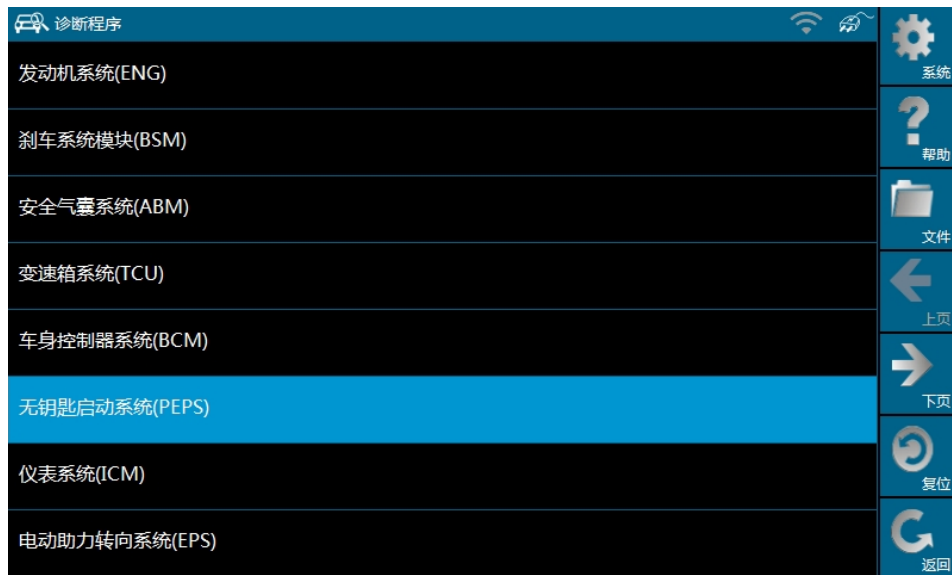 诊断程序
发动机系统(ENG)
刹车系统模块(BSM)
安全气囊系统(ABM)
变速箱系统(TCU)
车身控制器系统(BCM)
无钥匙启动系统(PEPS)
仪表系统(ICM)
电动助力转向系统(EPS)
系统
帮助
文件
上页
下页
复位
返回